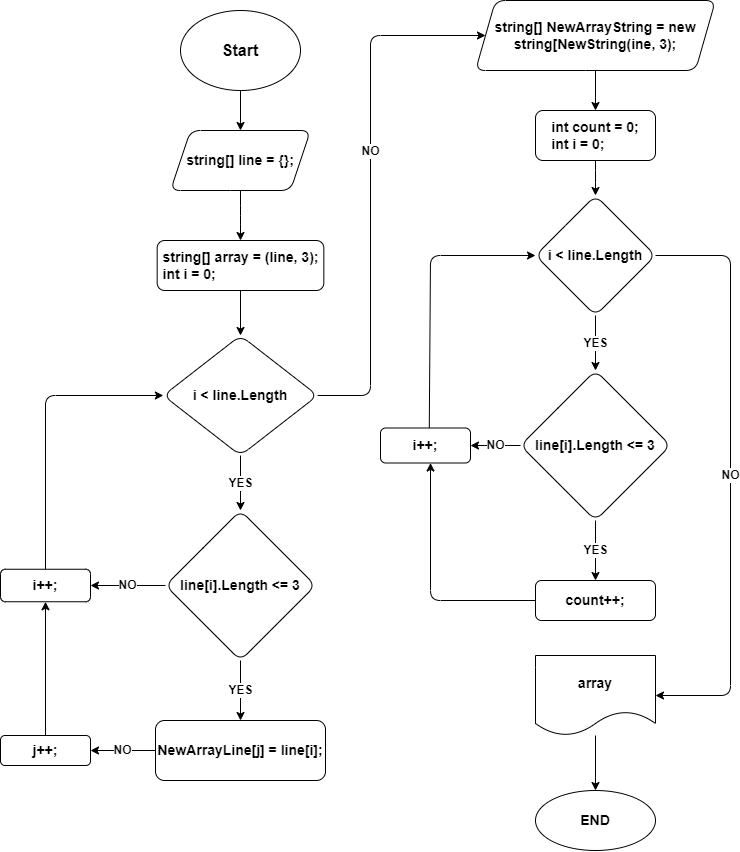 Start
string[] line = {};
string[] array = (line, 3);
int i = 0;
i < line.Length
NO
YES
line[i].Length <= 3
NO
i++;
YES
NewArrayLine[j] = line[i];
NO
j++;
string[] NewArrayString = new
string[NewString(ine, 3);
int count = 0;
int i = 0;
i < line.Length
YES
line[i].Length <= 3
NO
i++;
YES
count++;
NO
array
END